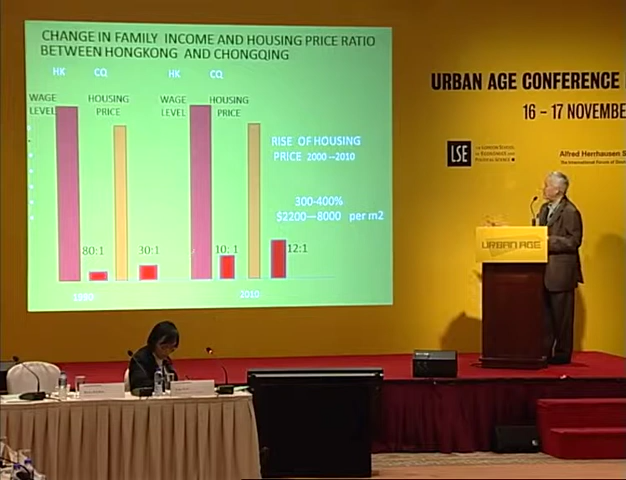 CHANGE IN FAMILY INCOME AND HOUSING PRICE RATIO
BETWEEN HONGKONG AND CHONGQING
HK CQ HK CQ
WAGE LEVEL
HOUSING PRICE
WAGE LEVEL
HOUSING PRICE
RISE OF HOUSING
PRICE 2000 –2010
300-400%
$2200—8000 per m2
80:1 30:1 10: 1 12:1
1990 2010
URBAN AGE CONFERENCE
16 – 17 NOVEMBE
LSE
Alfred Herrhausen S
URBAN AGE